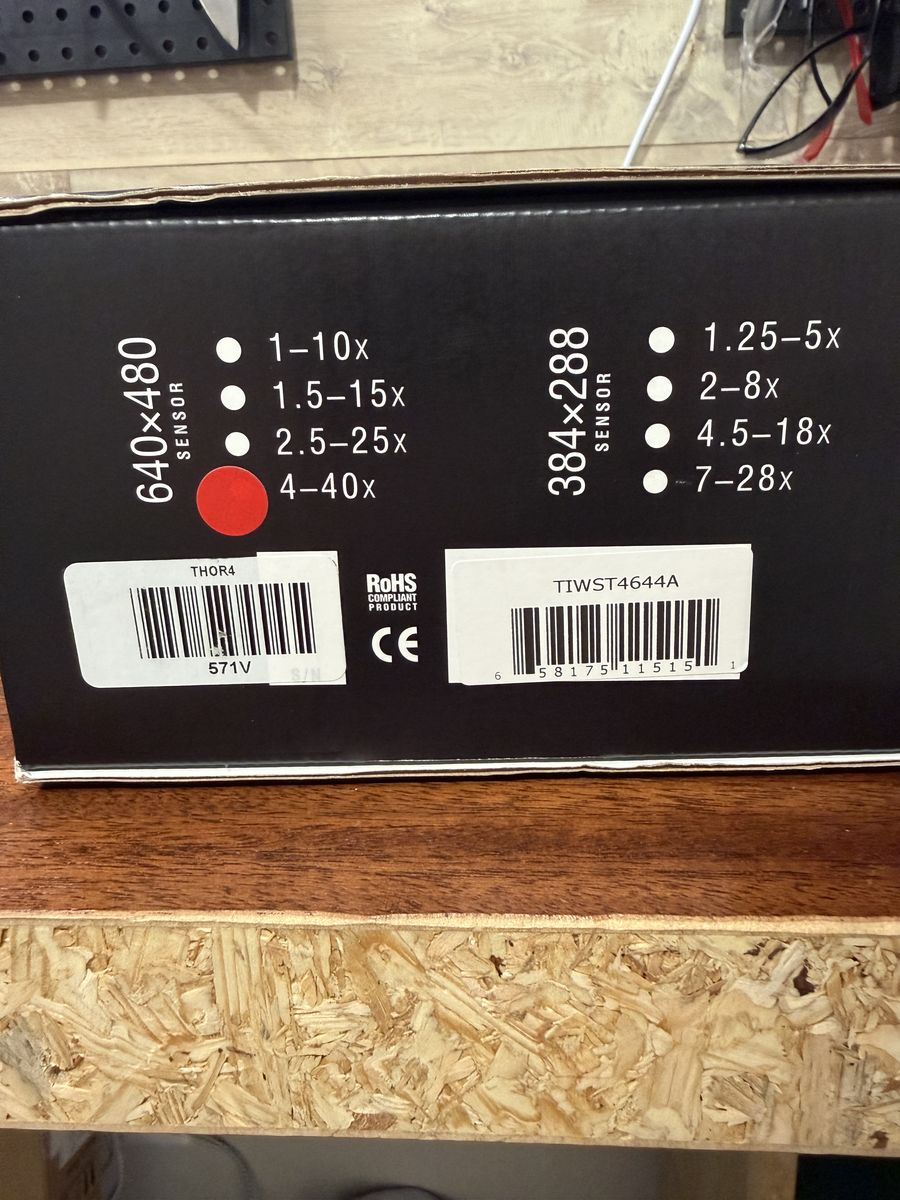 640×480
SENSOR
1–10x
1.5–15x
2.5–25x
4–40x
384×288
SENSOR
1.25–5x
2–8x
4.5–18x
7–28x
THOR4
571V
S/N
RoHS
COMPLIANT
PRODUCT
CE
TIWST4644A
6 58175 11515 1